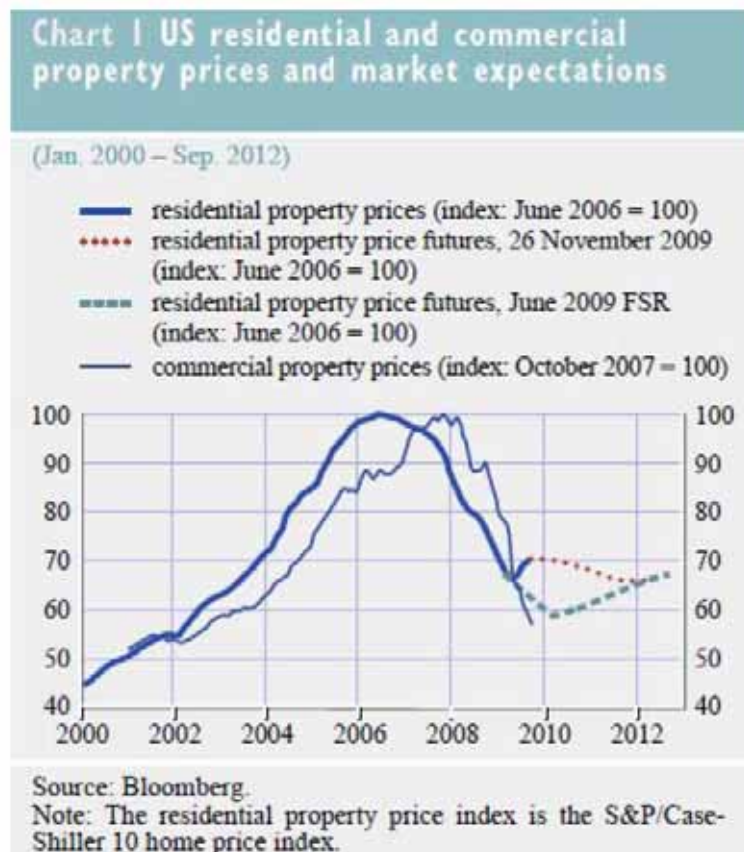 Chart 1 US residential and commercial
property prices and market expectations
(Jan. 2000 – Sep. 2012)
residential property prices (index: June 2006 = 100)
residential property price futures, 26 November 2009
(index: June 2006 = 100)
residential property price futures, June 2009 FSR
(index: June 2006 = 100)
commercial property prices (index: October 2007 = 100)
100 100
90 90
80 80
70 70
60 60
50 50
40 40
2000 2002 2004 2006 2008 2010 2012
Source: Bloomberg.
Note: The residential property price index is the S&P/Case-
Shiller 10 home price index.